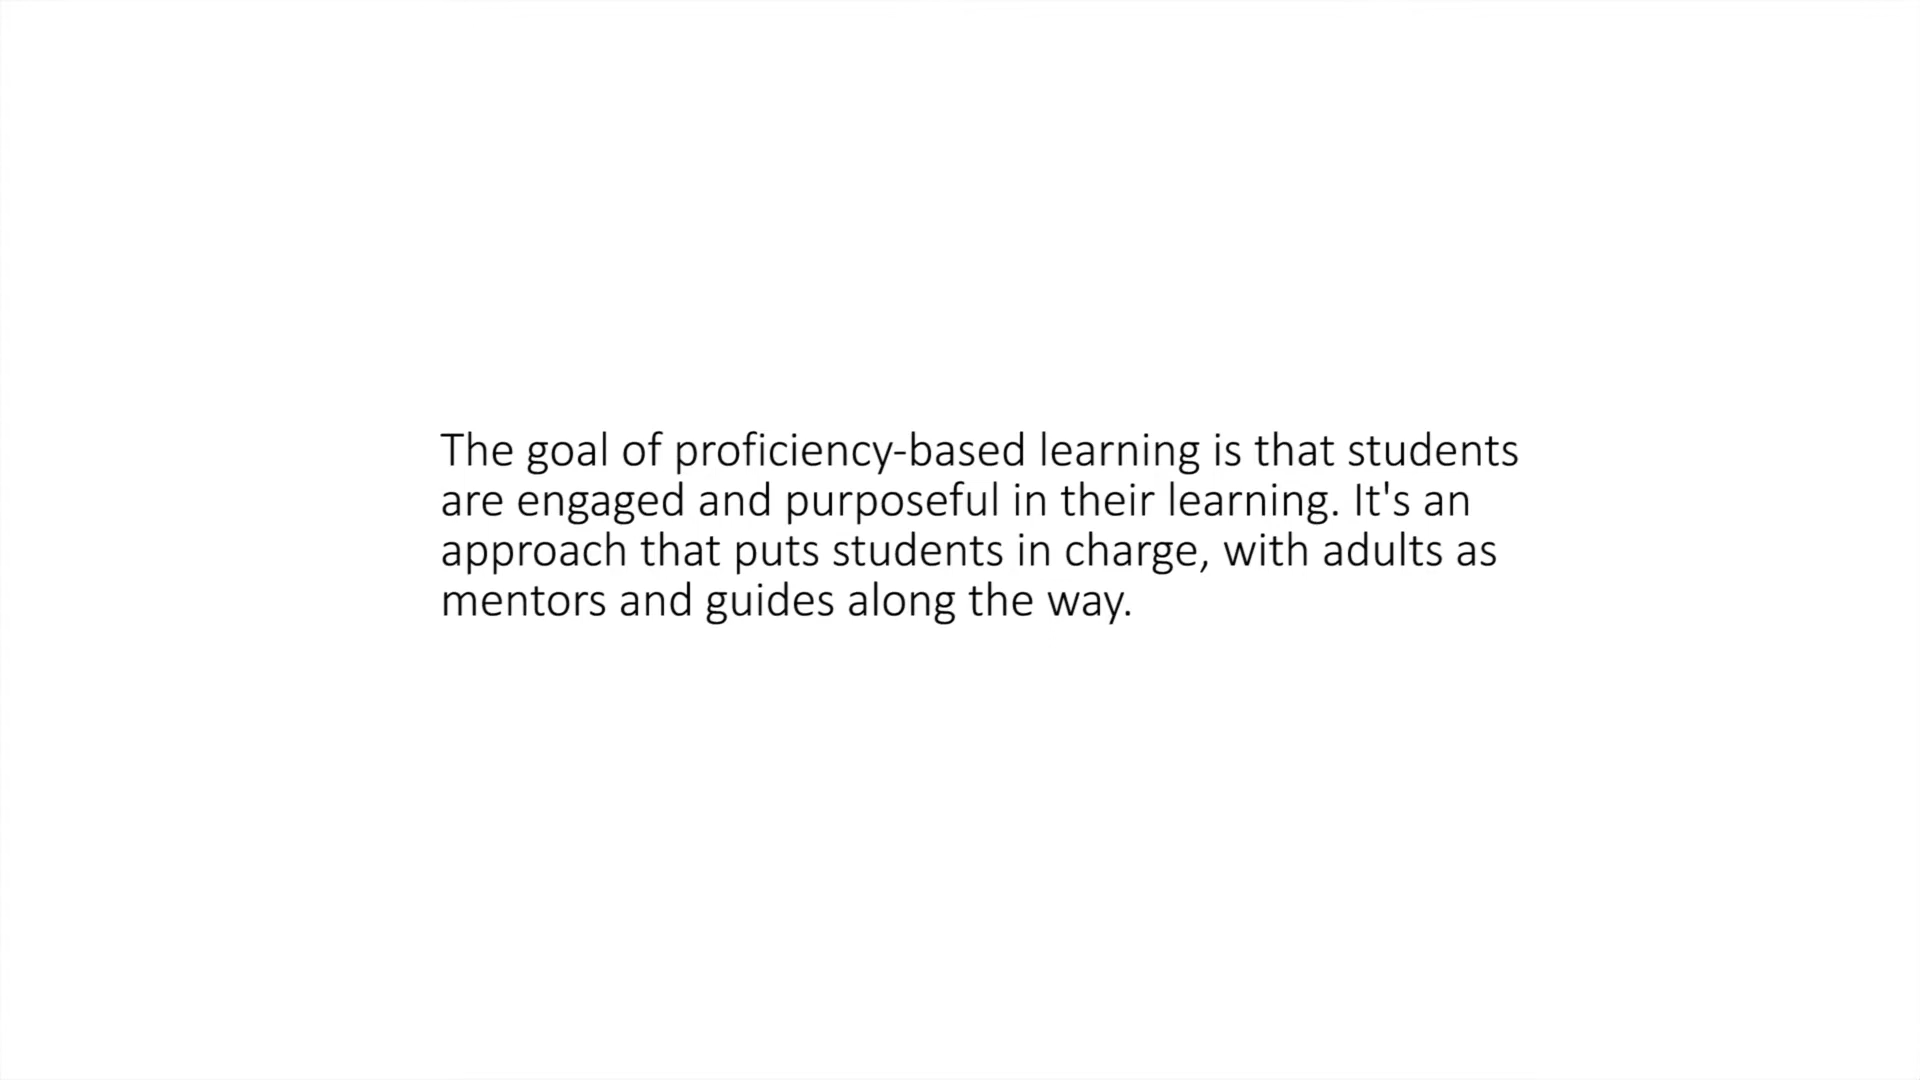 The goal of proficiency-based learning is that students
are engaged and purposeful in their learning. It's an
approach that puts students in charge, with adults as
mentors and guides along the way.